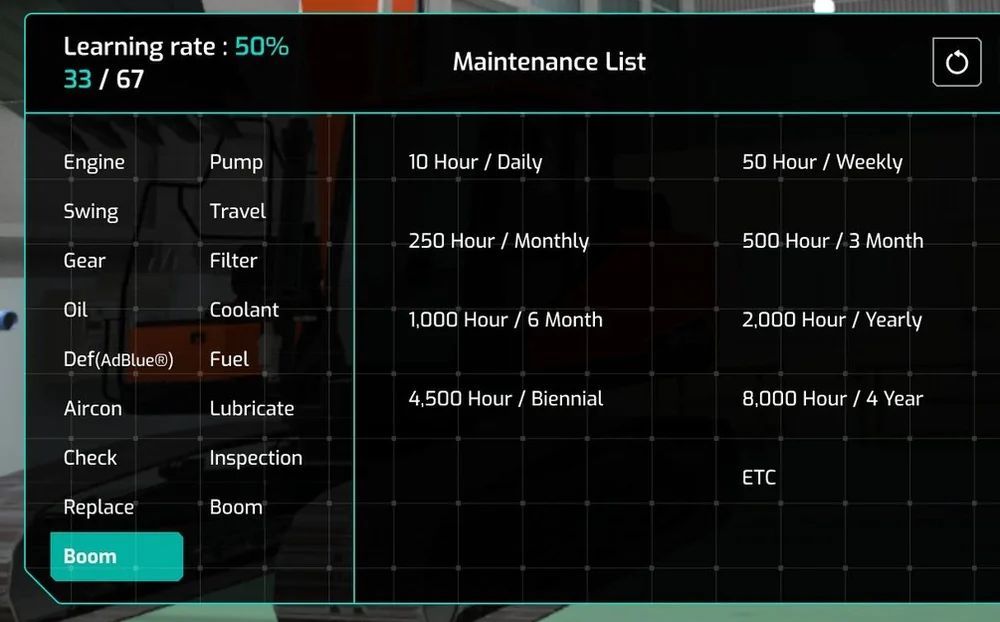 Learning rate : 50%
33 / 67
Maintenance List
Engine
Pump
Swing
Travel
Gear
Filter
Oil
Coolant
Def(AdBlue®)
Fuel
Aircon
Lubricate
Check
Inspection
Replace
Boom
Boom
10 Hour / Daily
50 Hour / Weekly
250 Hour / Monthly
500 Hour / 3 Month
1,000 Hour / 6 Month
2,000 Hour / Yearly
4,500 Hour / Biennial
8,000 Hour / 4 Year
ETC